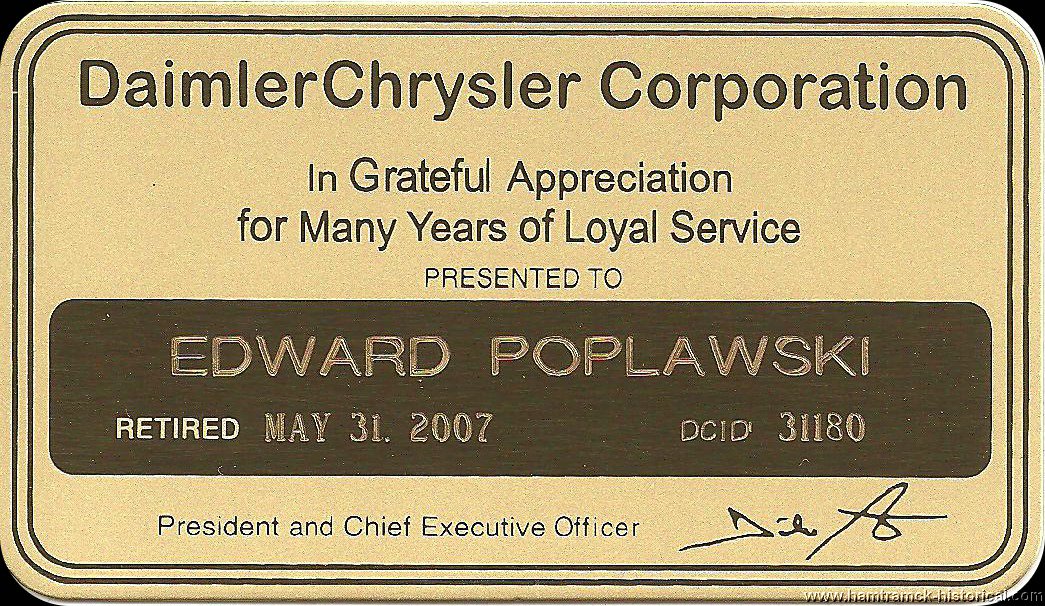 DaimlerChrysler Corporation
In Grateful Appreciation
for Many Years of Loyal Service
PRESENTED TO
EDWARD POPLAWSKI
RETIRED MAY 31. 2007 DCID 31180
President and Chief Executive Officer
www.hamtramck-historical.com